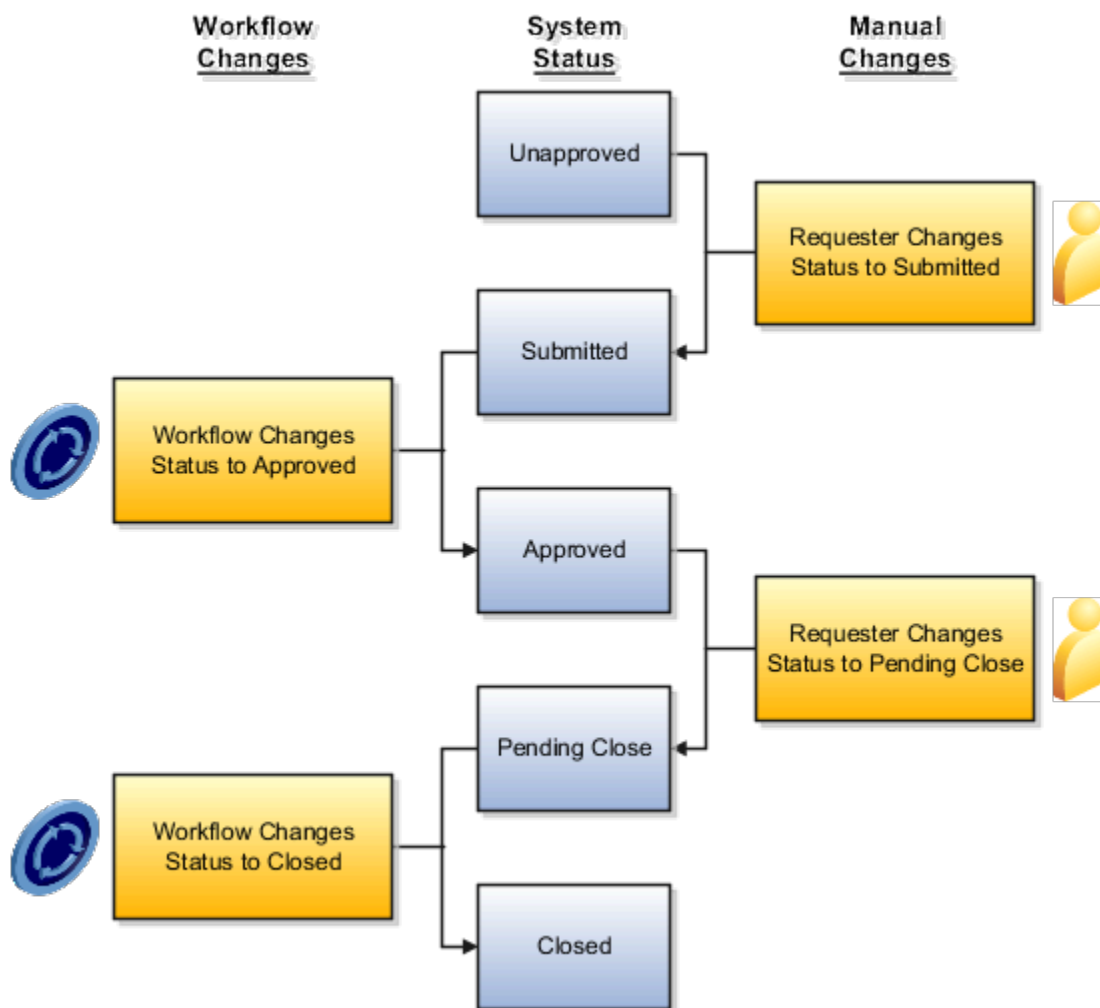 Workflow
Changes
System
Status
Manual
Changes
Unapproved
Requester Changes
Status to Submitted
Submitted
Workflow Changes
Status to Approved
Approved
Requester Changes
Status to Pending Close
Pending Close
Workflow Changes
Status to Closed
Closed